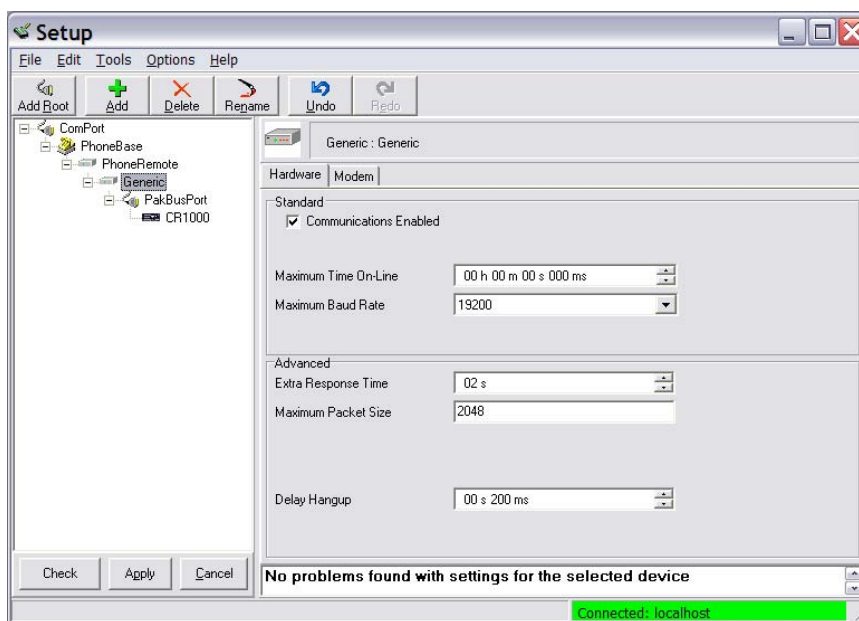 Setup
File Edit Tools Options Help
Add Root Add Delete Rename Undo Redo
ComPort
PhoneBase
PhoneRemote
Generic
PakBusPort
CR1000
Generic : Generic
Hardware Modem
Standard
Communications Enabled
Maximum Time On-Line 00 h 00 m 00 s 000 ms
Maximum Baud Rate 19200
Advanced
Extra Response Time 02 s
Maximum Packet Size 2048
Delay Hangup 00 s 200 ms
Check Apply Cancel
No problems found with settings for the selected device
Connected: localhost